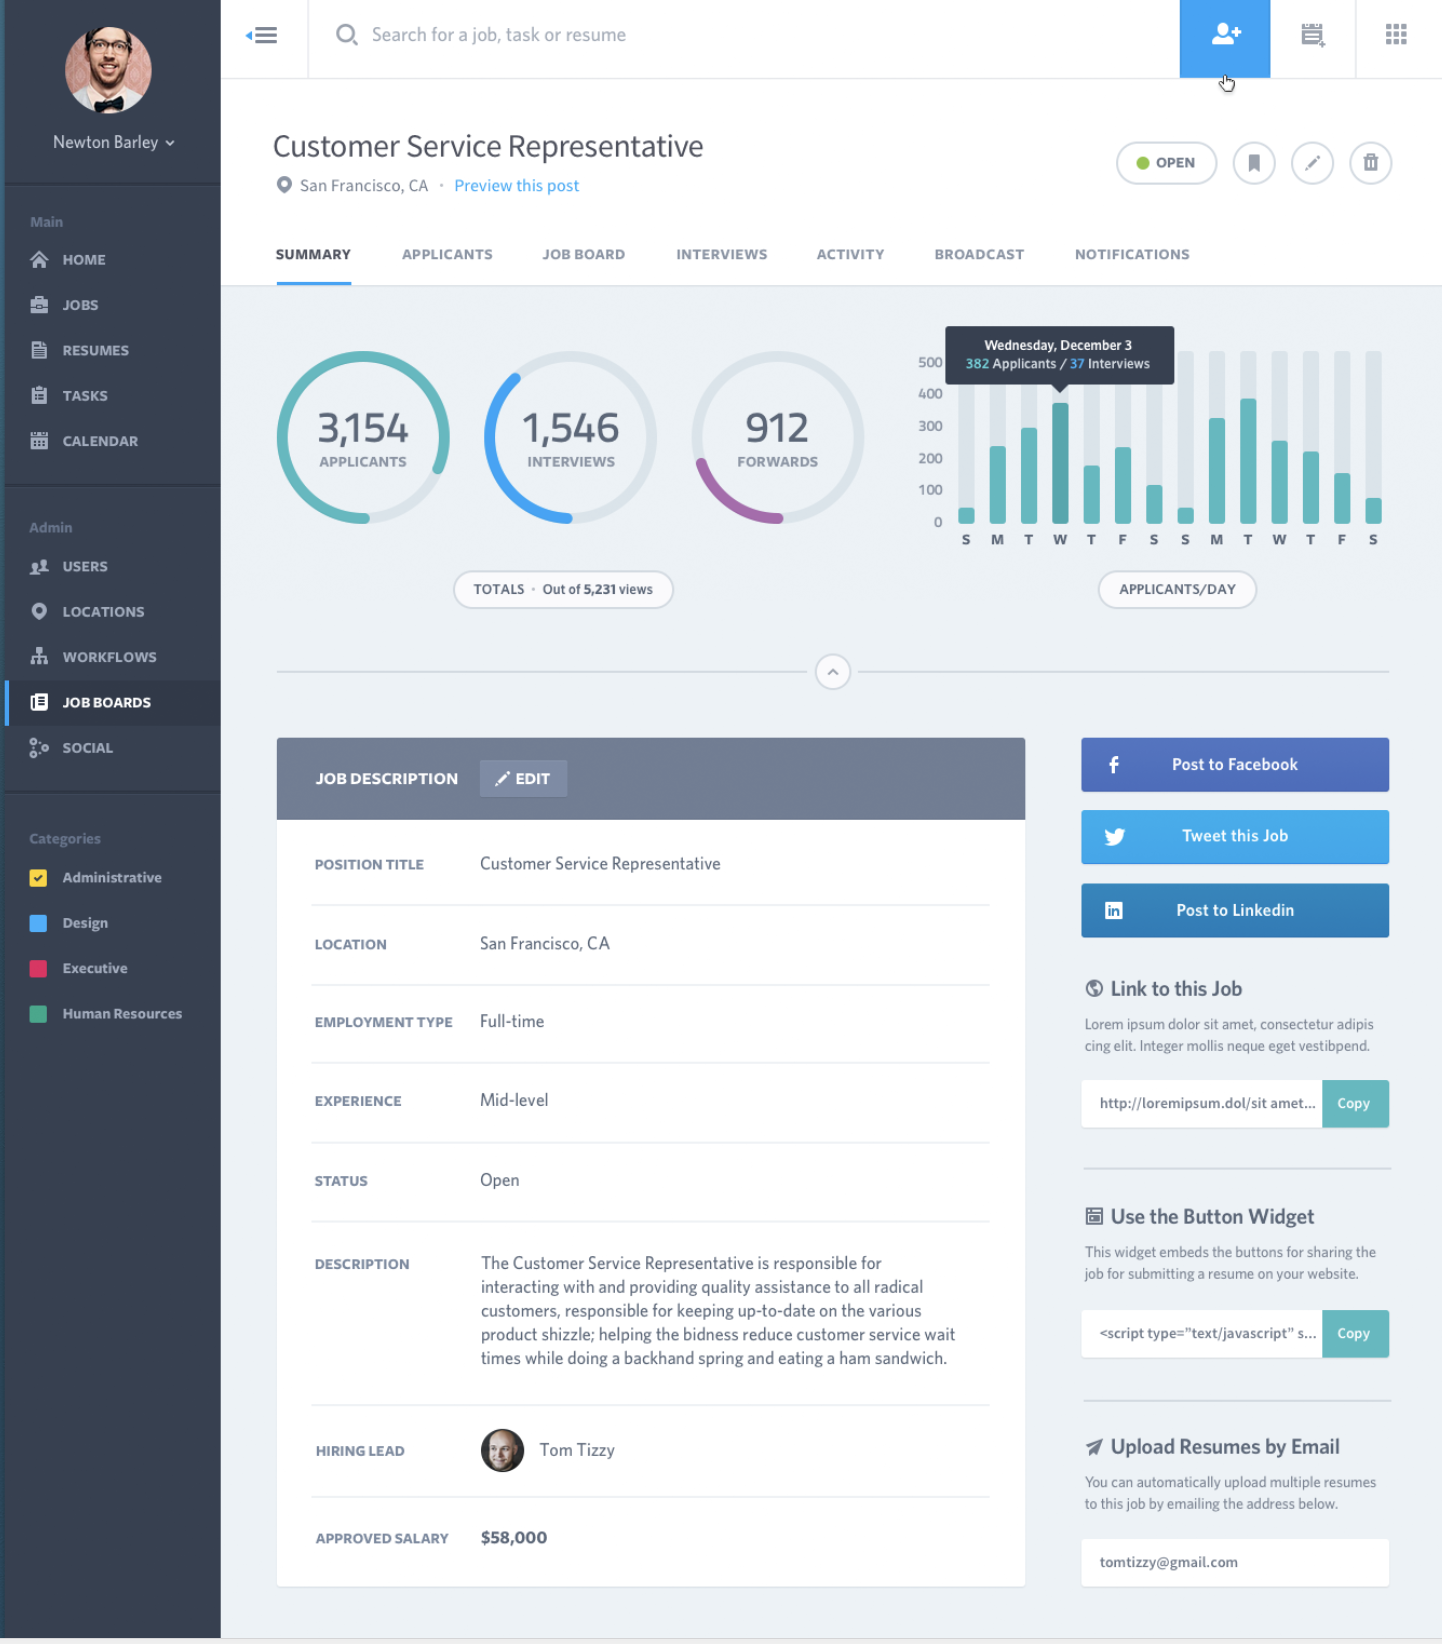 Newton Barley
Main
HOME
JOBS
RESUMES
TASKS
CALENDAR
Admin
USERS
LOCATIONS
WORKFLOWS
JOB BOARDS
SOCIAL
Categories
Administrative
Design
Executive
Human Resources
Search for a job, task or resume
Customer Service Representative
San Francisco, CA · Preview this post
OPEN
SUMMARY APPLICANTS JOB BOARD INTERVIEWS ACTIVITY BROADCAST NOTIFICATIONS
3,154
APPLICANTS
1,546
INTERVIEWS
912
FORWARDS
TOTALS · Out of 5,231 views
Wednesday, December 3
382 Applicants / 37 Interviews
500
400
300
200
100
0
S M T W T F S S M T W T F S
APPLICANTS/DAY
JOB DESCRIPTION EDIT
POSITION TITLE Customer Service Representative
LOCATION San Francisco, CA
EMPLOYMENT TYPE Full-time
EXPERIENCE Mid-level
STATUS Open
DESCRIPTION The Customer Service Representative is responsible for
interacting with and providing quality assistance to all radical
customers, responsible for keeping up-to-date on the various
product shizzle; helping the bidness reduce customer service wait
times while doing a backhand spring and eating a ham sandwich.
HIRING LEAD Tom Tizzy
APPROVED SALARY $58,000
f Post to Facebook
Tweet this Job
in Post to Linkedin
Link to this Job
Lorem ipsum dolor sit amet, consectetur adipis
cing elit. Integer mollis neque eget vestibpend.
http://loremipsum.dol/sit amet... Copy
Use the Button Widget
This widget embeds the buttons for sharing the
job for submitting a resume on your website.
<script type="text/javascript" s... Copy
Upload Resumes by Email
You can automatically upload multiple resumes
to this job by emailing the address below.
tomtizzy@gmail.com